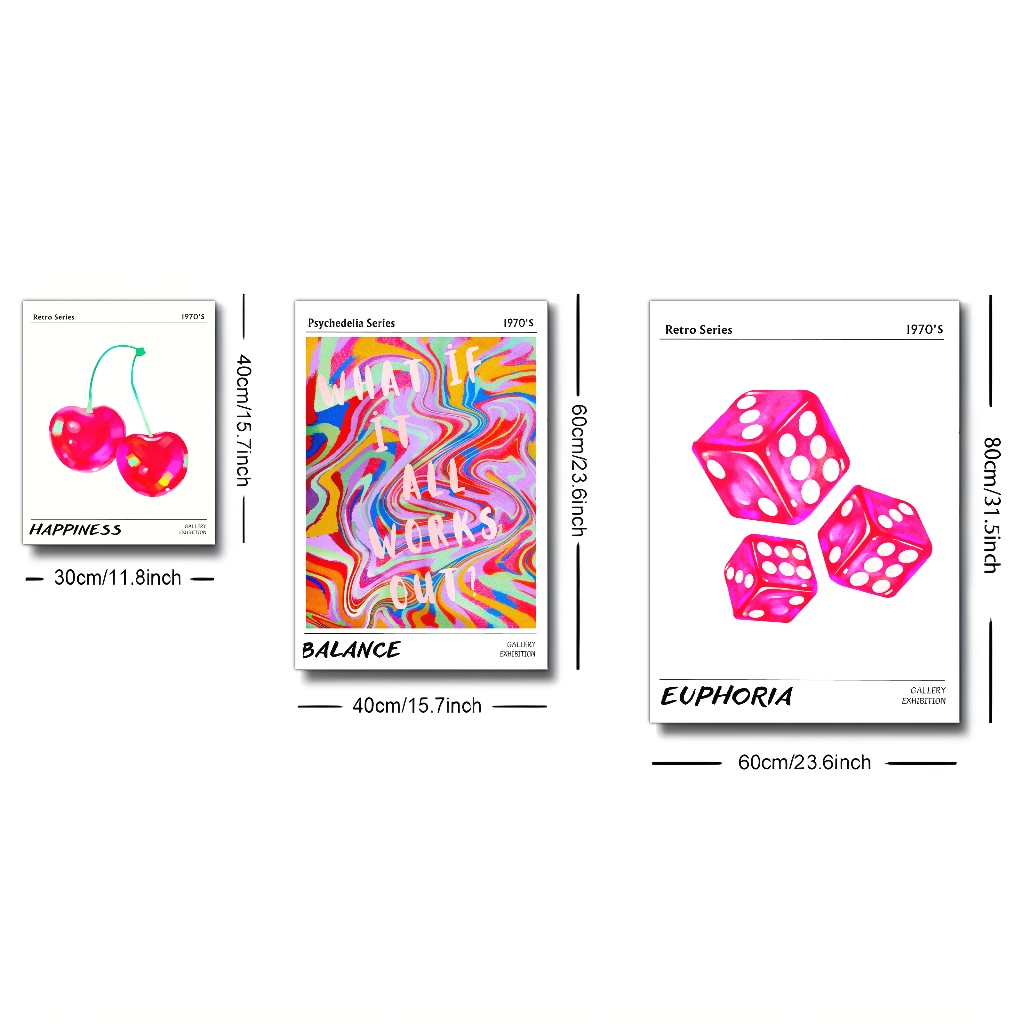 Retro Series 1970'S
HAPPINESS
GALLERY
EXHIBITION
40cm/15.7inch
30cm/11.8inch
Psychedelia Series 1970'S
WHAT IF
IT
ALL
WORKS
OUT?
BALANCE
GALLERY
EXHIBITION
60cm/23.6inch
40cm/15.7inch
Retro Series 1970'S
EUPHORIA
GALLERY
EXHIBITION
80cm/31.5inch
60cm/23.6inch